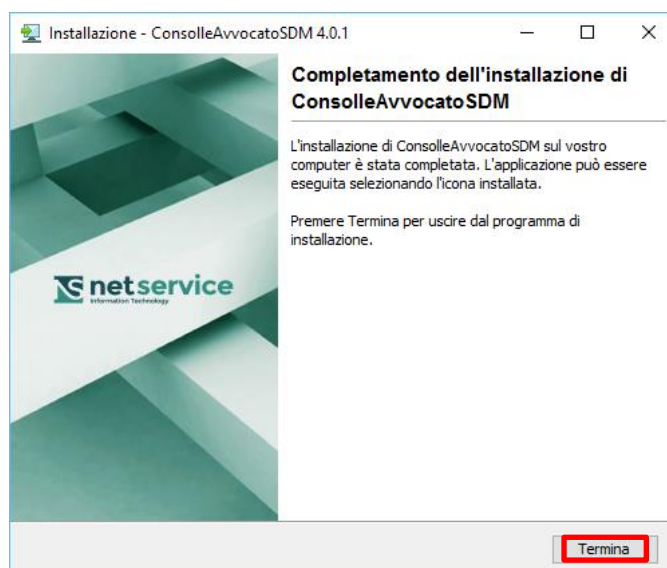 Installazione - ConsolleAvvocatoSDM 4.0.1
Completamento dell'installazione di
ConsolleAvvocatoSDM
L'installazione di ConsolleAvvocatoSDM sul vostro
computer è stata completata. L'applicazione può essere
eseguita selezionando l'icona installata.
Premere Termina per uscire dal programma di
installazione.
netservice
Information Technology
Termina